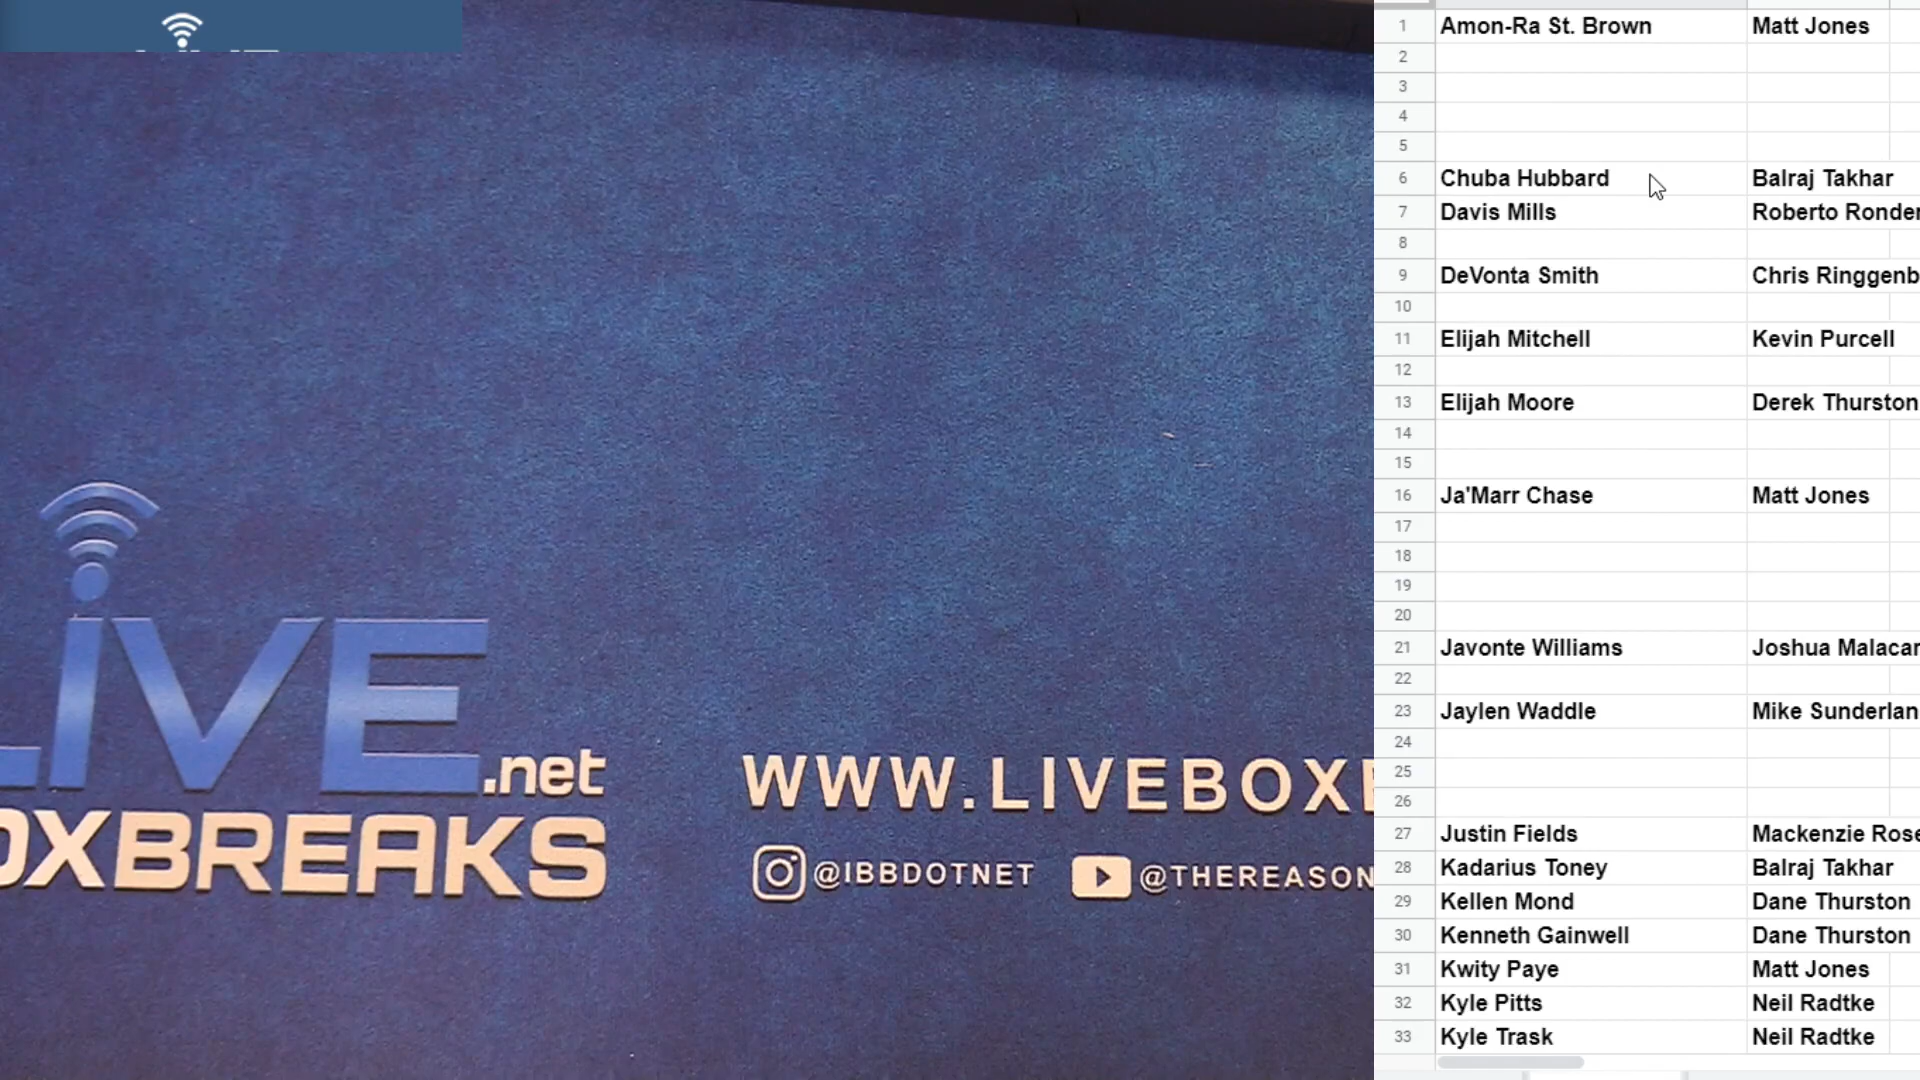 LIVE
.net
OXBREAKS
WWW.LIVEBOX
@IBBDOTNET
@THEREASON
1 Amon-Ra St. Brown Matt Jones
2
3
4
5
6 Chuba Hubbard Balraj Takhar
7 Davis Mills Roberto Ronder
8
9 DeVonta Smith Chris Ringgenb
10
11 Elijah Mitchell Kevin Purcell
12
13 Elijah Moore Derek Thurston
14
15
16 Ja'Marr Chase Matt Jones
17
18
19
20
21 Javonte Williams Joshua Malacar
22
23 Jaylen Waddle Mike Sunderlan
24
25
26
27 Justin Fields Mackenzie Rose
28 Kadarius Toney Balraj Takhar
29 Kellen Mond Dane Thurston
30 Kenneth Gainwell Dane Thurston
31 Kwity Paye Matt Jones
32 Kyle Pitts Neil Radtke
33 Kyle Trask Neil Radtke